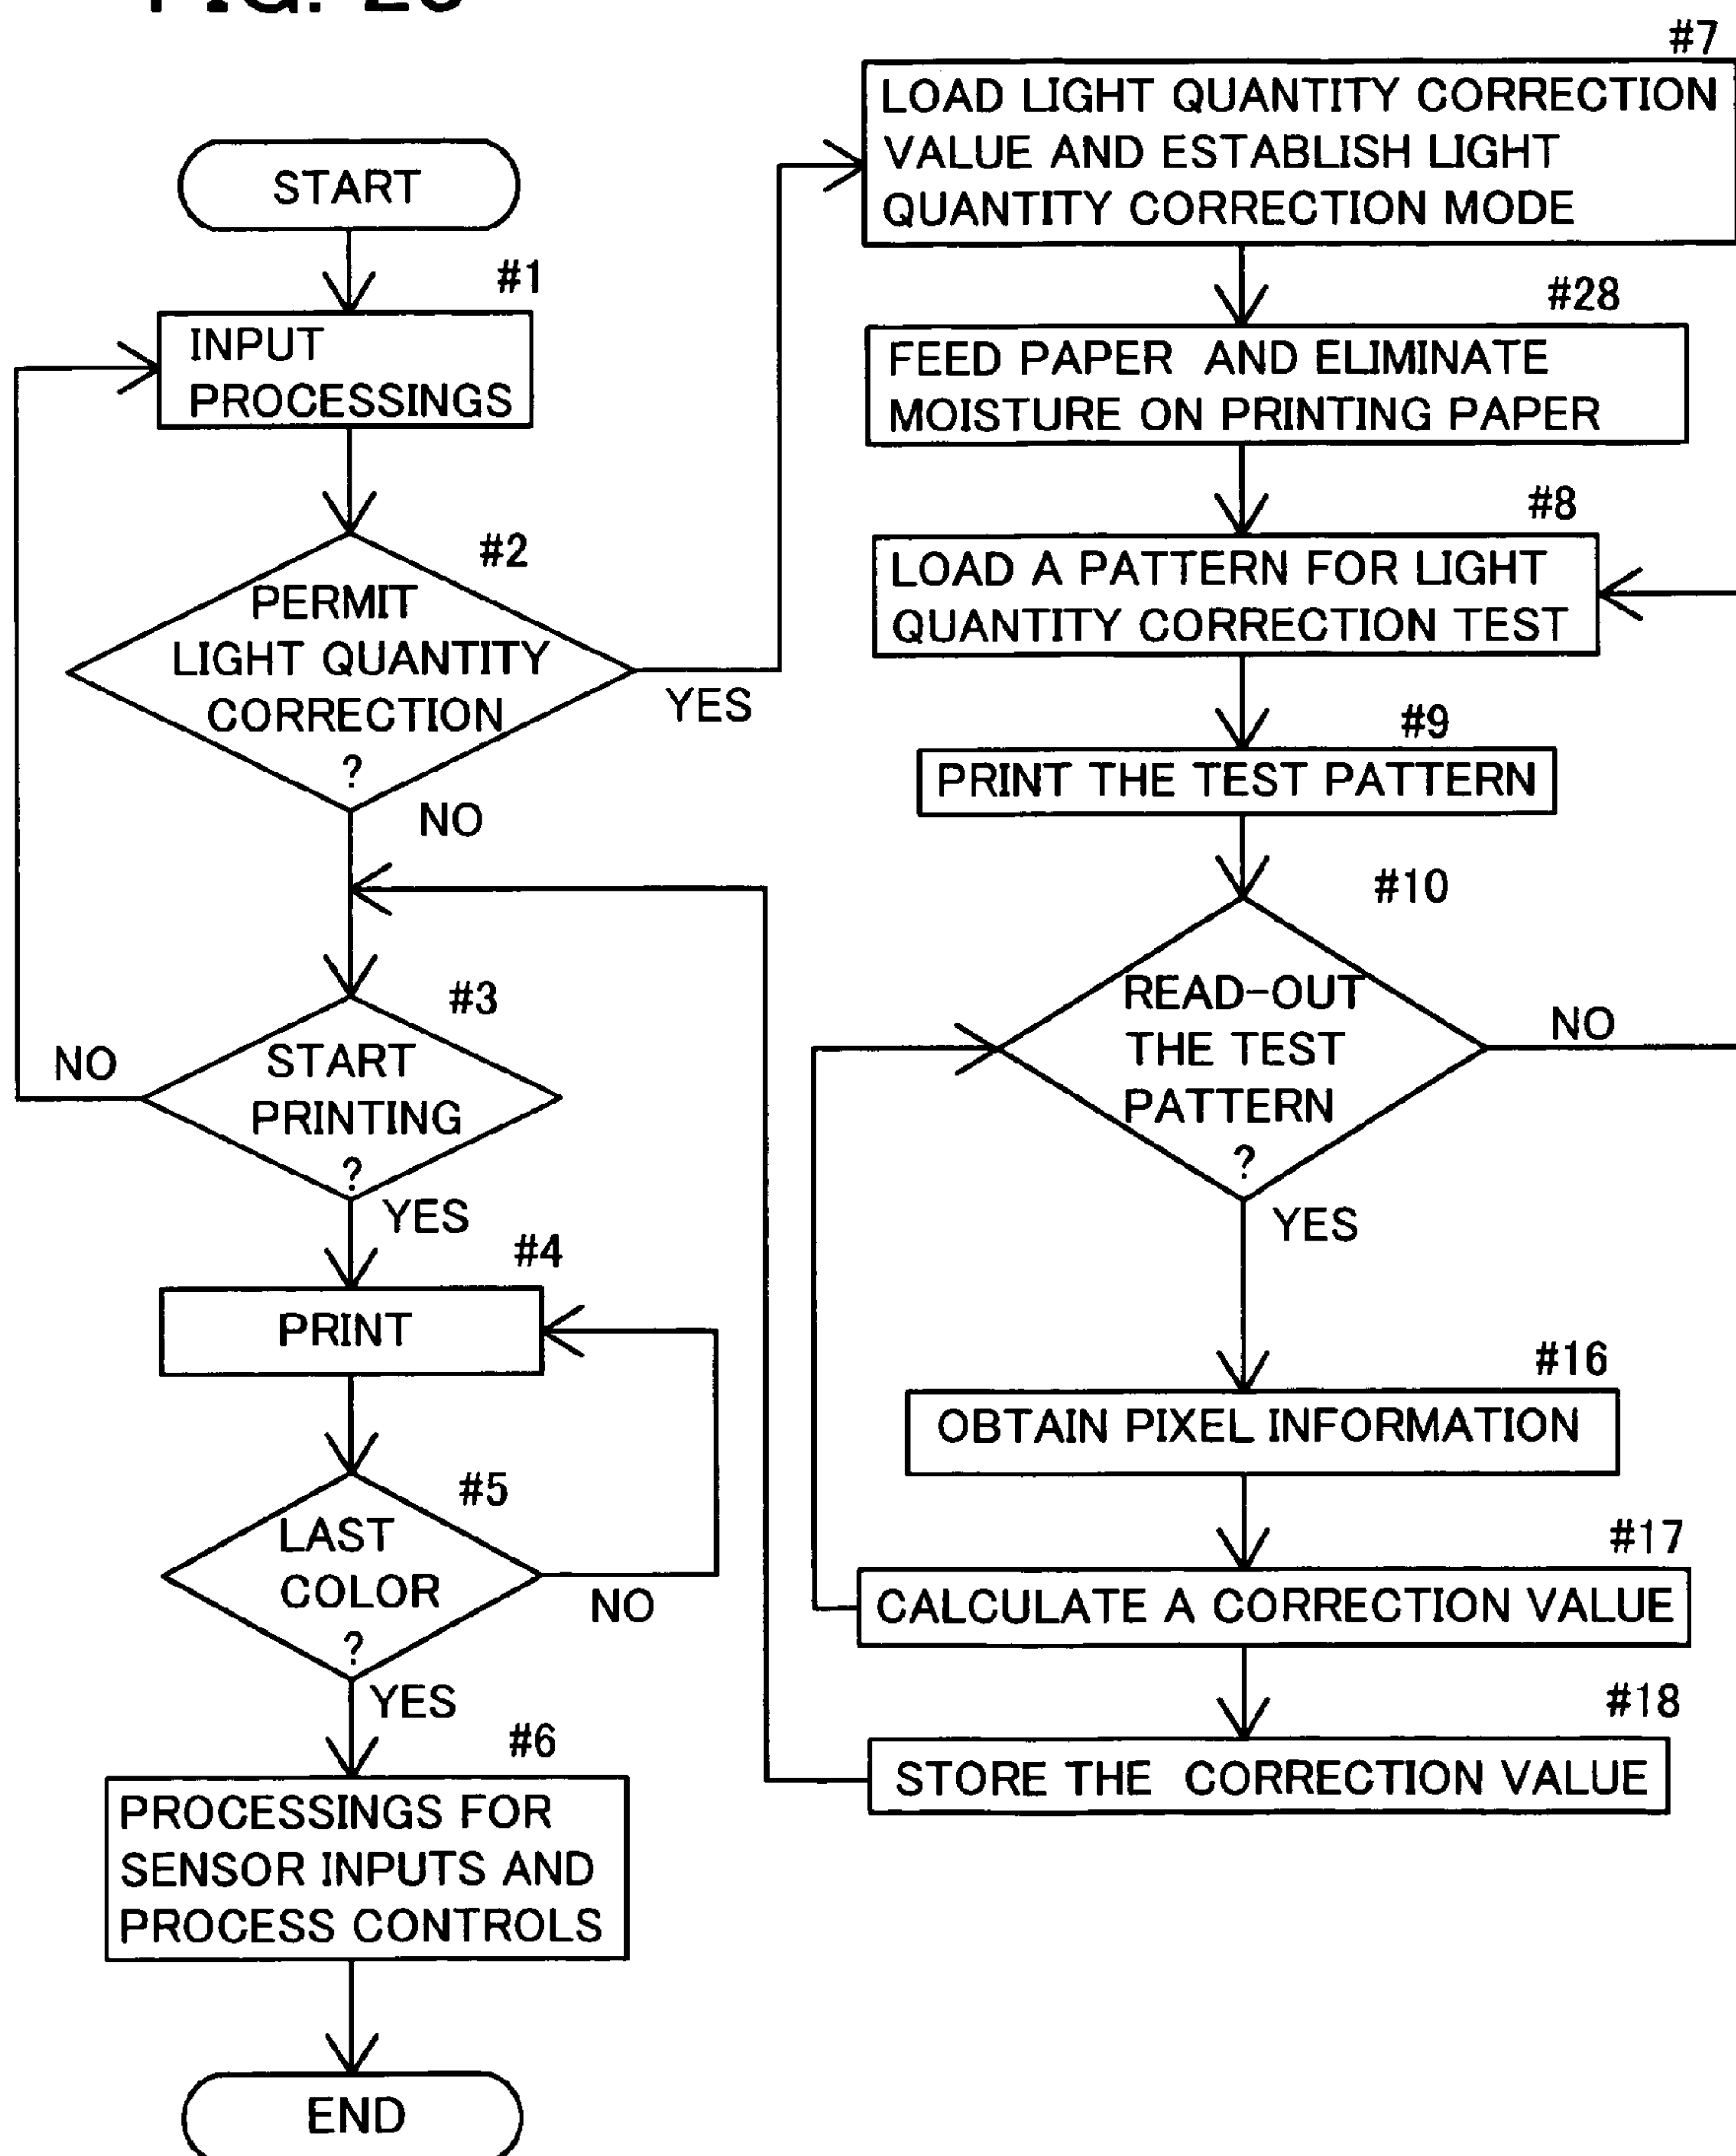 FIG.
START
#1
INPUT
PROCESSINGS
#2
PERMIT
LIGHT QUANTITY
CORRECTION
?
YES
NO
#3
START
PRINTING
?
NO
YES
#4
PRINT
#5
LAST
COLOR
?
NO
YES
#6
PROCESSINGS FOR
SENSOR INPUTS AND
PROCESS CONTROLS
END
#7
LOAD LIGHT QUANTITY CORRECTION
VALUE AND ESTABLISH LIGHT
QUANTITY CORRECTION MODE
#28
FEED PAPER AND ELIMINATE
MOISTURE ON PRINTING PAPER
#8
LOAD A PATTERN FOR LIGHT
QUANTITY CORRECTION TEST
#9
PRINT THE TEST PATTERN
#10
READ-OUT
THE TEST
PATTERN
?
NO
YES
#16
OBTAIN PIXEL INFORMATION
#17
CALCULATE A CORRECTION VALUE
#18
STORE THE CORRECTION VALUE